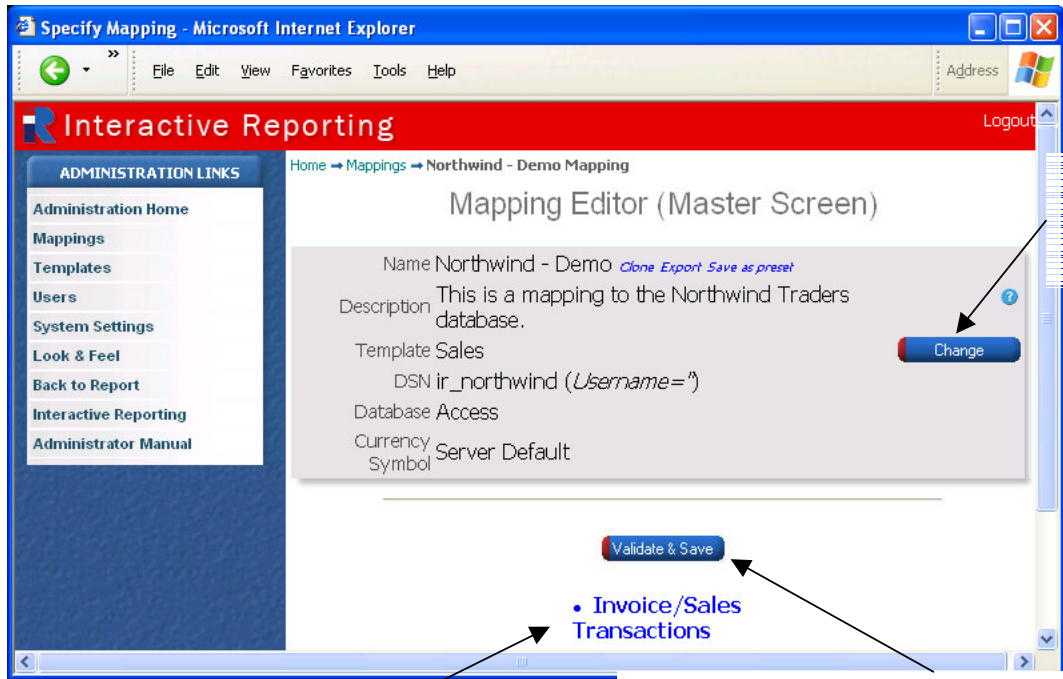 Specify Mapping - Microsoft Internet Explorer
» File Edit View Favorites Tools Help Address
Interactive Reporting Logout
ADMINISTRATION LINKS
Administration Home
Mappings
Templates
Users
System Settings
Look & Feel
Back to Report
Interactive Reporting
Administrator Manual
Home → Mappings → Northwind - Demo Mapping
Mapping Editor (Master Screen)
Name Northwind - Demo Clone Export Save as preset
Description This is a mapping to the Northwind Traders
database.
Template Sales
DSN ir_northwind (Username='')
Database Access
Currency
Symbol Server Default
?
Change
Validate & Save
• Invoice/Sales
Transactions